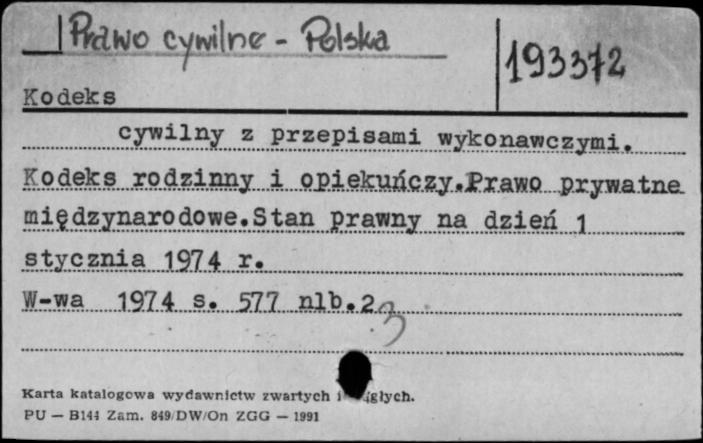 Prawo cywilne - Polska
193372
Kodeks
cywilny z przepisami wykonawczymi.
Kodeks rodzinny i opiekuńczy.Prawo prywatne
międzynarodowe.Stan prawny na dzień 1
stycznia 1974 r.
W-wa 1974 s. 577 nlb.2
3
Karta katalogowa wydawnictw zwartych i
PU — B144 Zam. 849/DW/On ZGG — 1991